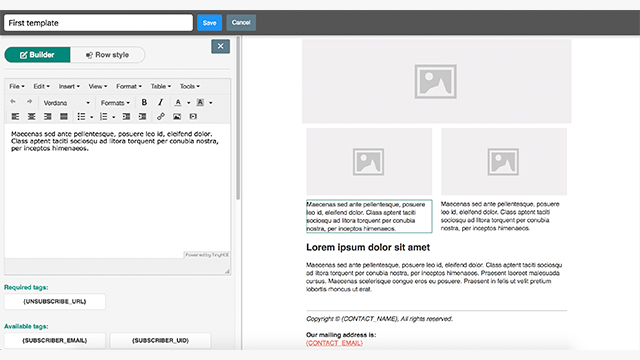 First template
Save
Cancel
Builder
Row style
File
Edit
Insert
View
Format
Table
Tools
Verdana
Formats
B
I
A
A
Maecenas sed ante pellentesque, posuere leo id, eleifend dolor.
Class aptent taciti sociosqu ad litora torquent per conubia nostra,
per inceptos himenaeos.
Powered by TinyMCE
Required tags:
{UNSUBSCRIBE_URL}
Available tags:
{SUBSCRIBER_EMAIL}
{SUBSCRIBER_UID}
Maecenas sed ante pellentesque, posuere
leo id, eleifend dolor. Class aptent taciti
sociosqu ad litora torquent per conubia
nostra, per inceptos himenaeos.
Maecenas sed ante pellentesque, posuere
leo id, eleifend dolor. Class aptent taciti
sociosqu ad litora torquent per conubia
nostra, per inceptos himenaeos.
Lorem ipsum dolor sit amet
Maecenas sed ante pellentesque, posuere leo id, eleifend dolor. Class aptent taciti sociosqu
ad litora torquent per conubia nostra, per inceptos himenaeos. Praesent laoreet malesuada
cursus. Maecenas scelerisque congue eros eu posuere. Praesent in felis ut velit pretium
lobortis rhoncus ut erat.
Copyright © {CONTACT_NAME}, All rights reserved.
Our mailing address is:
{CONTACT_EMAIL}